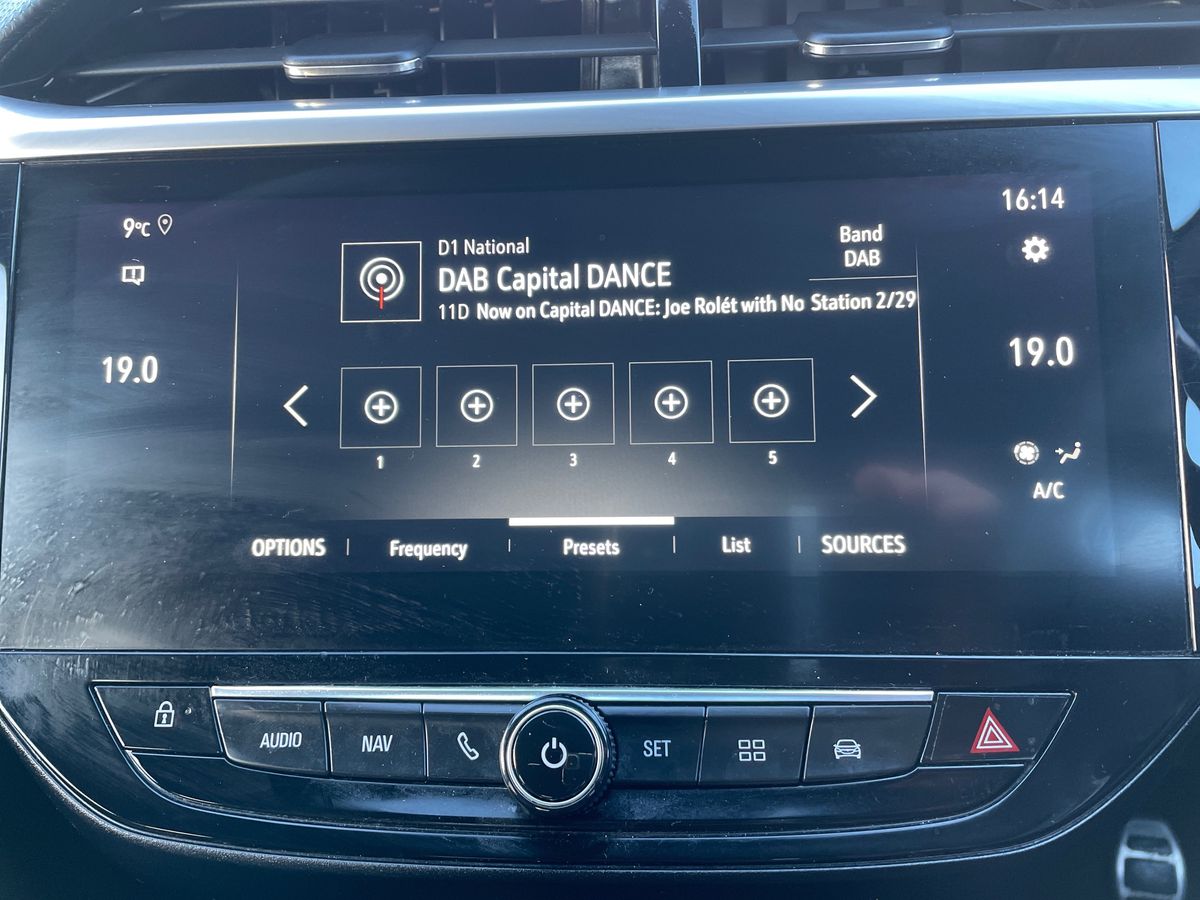 9°C
16:14
D1 National
DAB Capital DANCE
11D Now on Capital DANCE: Joe Rolét with No Station 2/29
Band
DAB
19.0
19.0
1 2 3 4 5
A/C
OPTIONS Frequency Presets List SOURCES
AUDIO NAV SET